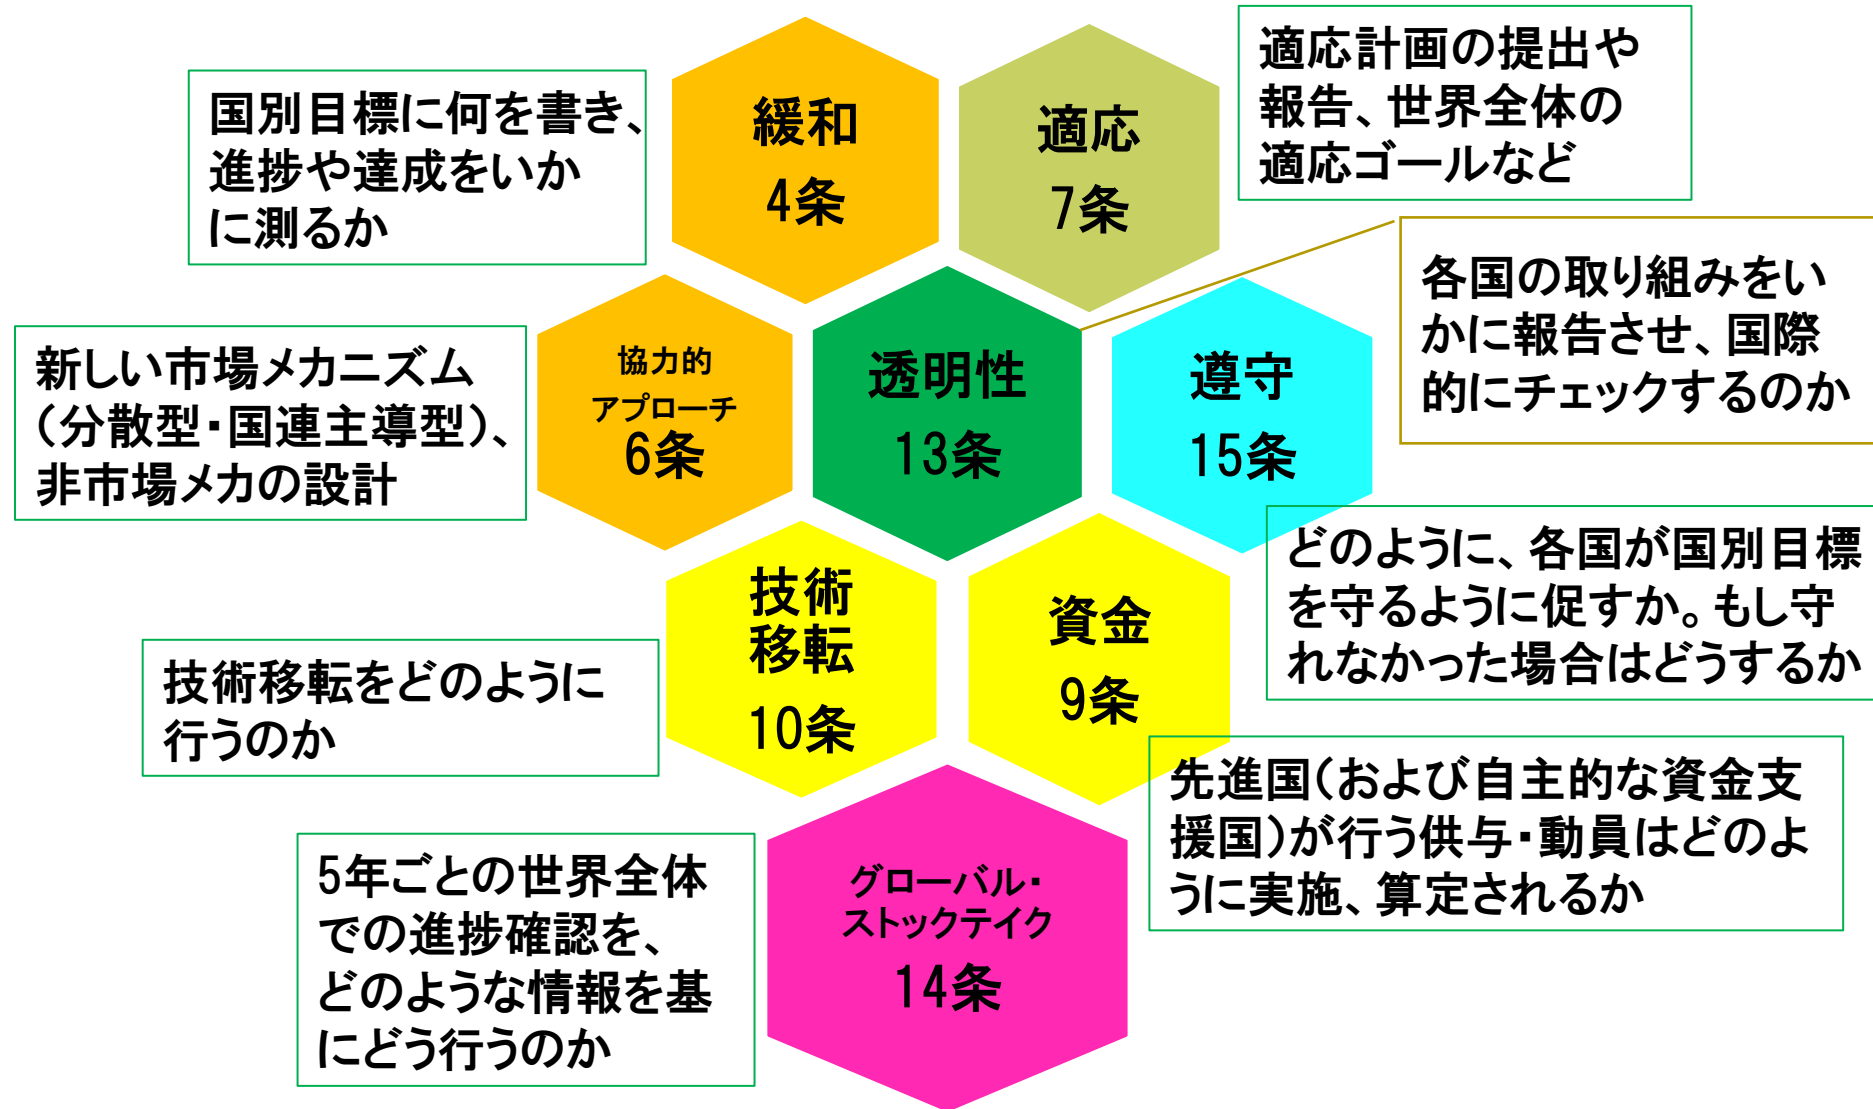 国別目標に何を書き、
進捗や達成をいか
に測るか
緩和
4条
適応
7条
適応計画の提出や
報告、世界全体の
適応ゴールなど
新しい市場メカニズム
（分散型・国連主導型）、
非市場メカの設計
協力的
アプローチ
6条
透明性
13条
遵守
15条
各国の取り組みをい
かに報告させ、国際
的にチェックするのか
どのように、各国が国別目標
を守るように促すか。もし守
れなかった場合はどうするか
技術移転をどのように
行うのか
技術
移転
10条
資金
9条
先進国（および自主的な資金支
援国）が行う供与・動員はどのよ
うに実施、算定されるか
5年ごとの世界全体
での進捗確認を、
どのような情報を基
にどう行うのか
グローバル・
ストックテイク
14条